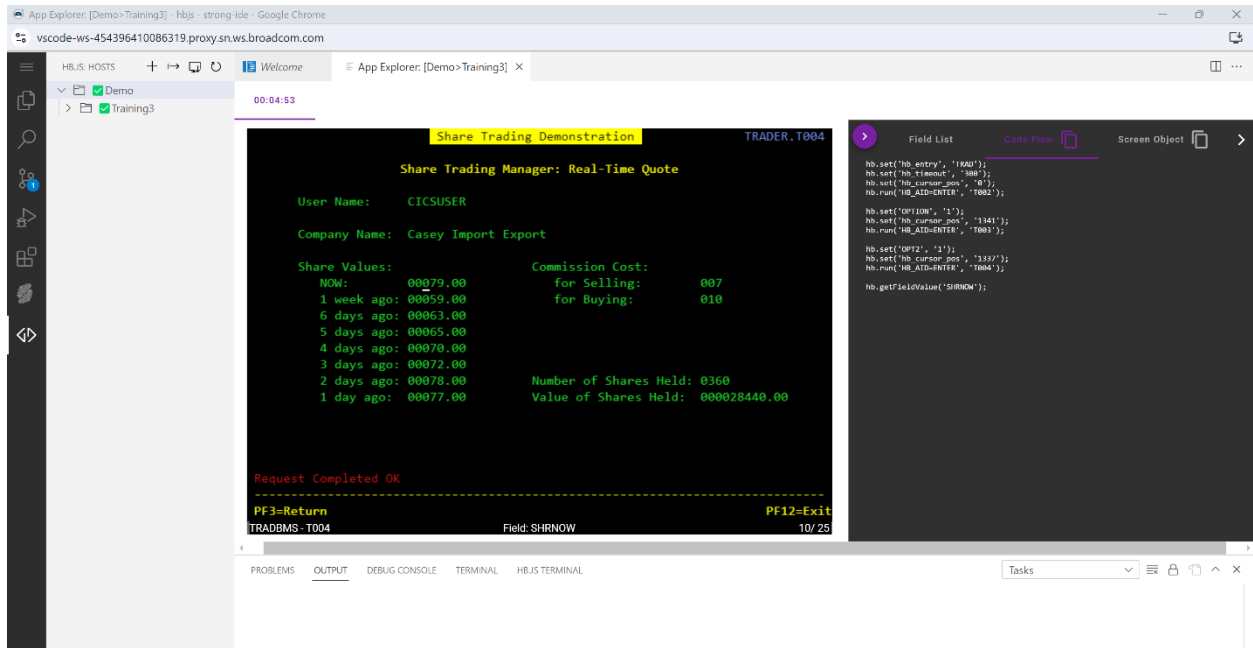 App Explorer: [Demo>Training3] - hbjs - strong-ide - Google Chrome
vscode-ws-454396410086319.proxy.sn.ws.broadcom.com
HB.JS: HOSTS
Welcome
App Explorer: [Demo>Training3]
Demo
Training3
1
00:04:53
Share Trading Demonstration TRADER.T004
Share Trading Manager: Real-Time Quote
User Name: CICSUSER
Company Name: Casey Import Export
Share Values: Commission Cost:
NOW: 00079.00 for Selling: 007
1 week ago: 00059.00 for Buying: 010
6 days ago: 00063.00
5 days ago: 00065.00
4 days ago: 00070.00
3 days ago: 00072.00
2 days ago: 00078.00 Number of Shares Held: 0360
1 day ago: 00077.00 Value of Shares Held: 000028440.00
Request Completed OK
PF3=Return PF12=Exit
TRADBMS - T004 Field: SHRNOW 10/ 25
Field List Code Flow Screen Object
hb.set('hb_entry', 'TRAD');
hb.set('hb_timeout', '300');
hb.set('hb_cursor_pos', '0');
hb.run('HB_AID=ENTER', 'T002');
hb.set('OPTION', '1');
hb.set('hb_cursor_pos', '1341');
hb.run('HB_AID=ENTER', 'T003');
hb.set('OPT2', '1');
hb.set('hb_cursor_pos', '1337');
hb.run('HB_AID=ENTER', 'T004');
hb.getFieldValue('SHRNOW');
PROBLEMS OUTPUT DEBUG CONSOLE TERMINAL HB.JS TERMINAL
Tasks